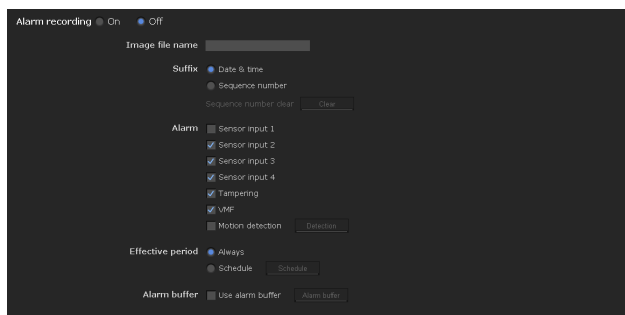 Alarm recording On Off
Image file name
Suffix Date & time
Sequence number
Sequence number clear Clear
Alarm Sensor input 1
Sensor input 2
Sensor input 3
Sensor input 4
Tampering
VMF
Motion detection Detection
Effective period Always
Schedule Schedule
Alarm buffer Use alarm buffer Alarm buffer